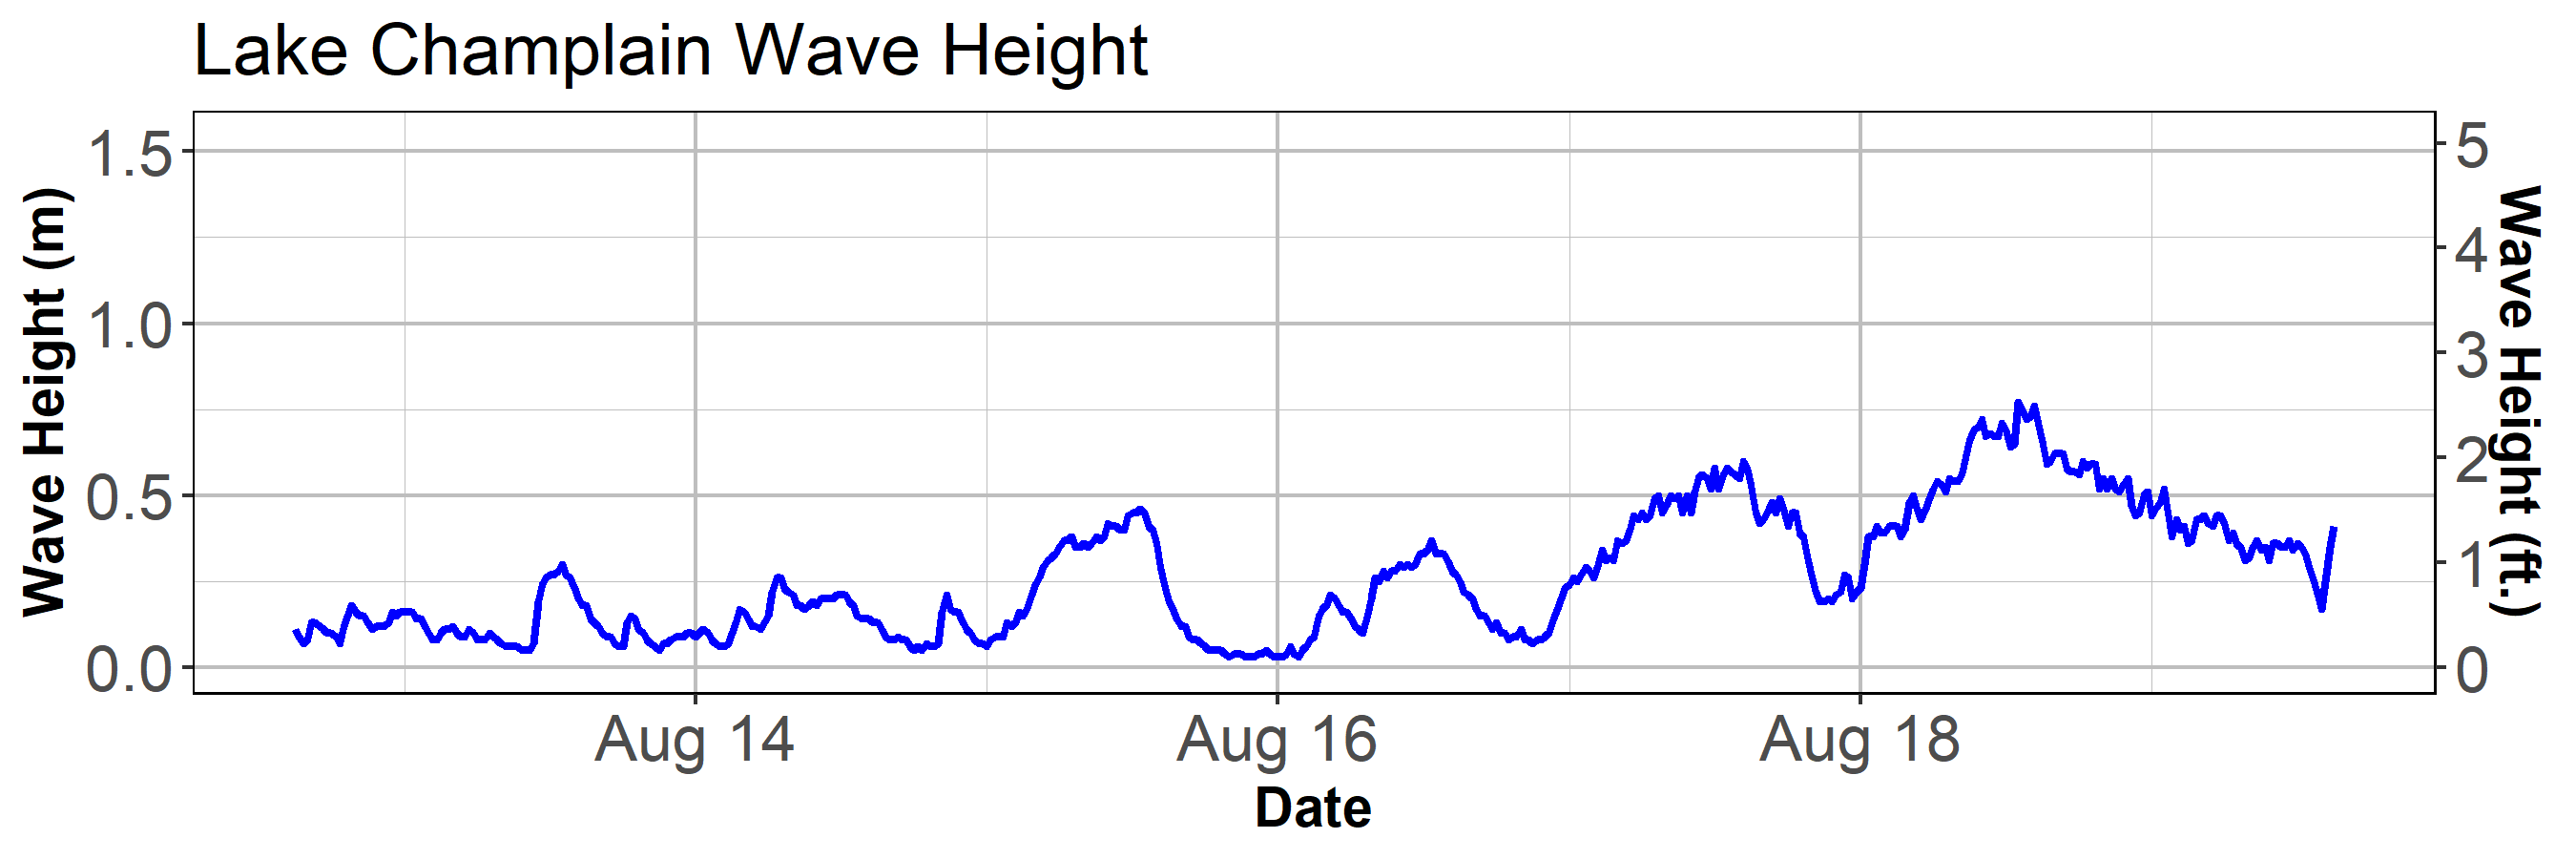 Lake Champlain Wave Height
Wave Height (m)
1.5
1.0
0.5
0.0
5
4
3
2
1
0
Wave Height (ft.)
Aug 14
Aug 16
Aug 18
Date